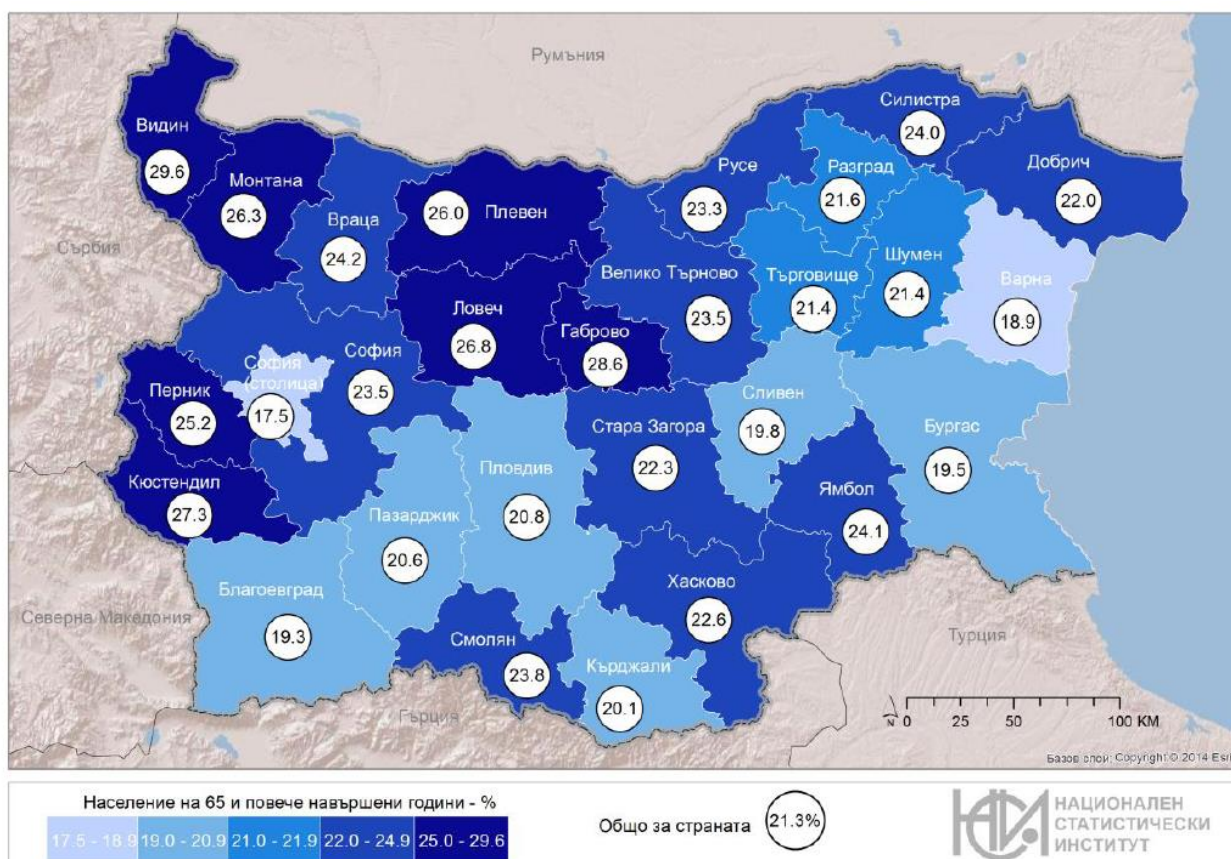 Румъния
Силистра
24.0
Видин
29.6
Монтана
26.3
Враца
24.2
26.0 Плевен
Русе
23.3
Разград
21.6
Добрич
22.0
Сърбия
Велико Търново
23.5
Търговище
21.4
Шумен
21.4
Варна
18.9
Ловеч
26.8
Габрово
28.6
София
(столица)
17.5
София
23.5
Перник
25.2
Кюстендил
27.3
Стара Загора
22.3
Сливен
19.8
Бургас
19.5
Ямбол
24.1
Пловдив
20.8
Пазарджик
20.6
Благоевград
19.3
Северна Македония
Хасково
22.6
Смолян
23.8
Кърджали
20.1
Гърция
Турция
N
0 25 50 100 KM
Базов слой: Copyright:© 2014 Esri
Население на 65 и повече навършени години - %
17.5 - 18.9 19.0 - 20.9 21.0 - 21.9 22.0 - 24.9 25.0 - 29.6
Общо за страната 21.3%
НСИ
НАЦИОНАЛЕН
СТАТИСТИЧЕСКИ
ИНСТИТУТ